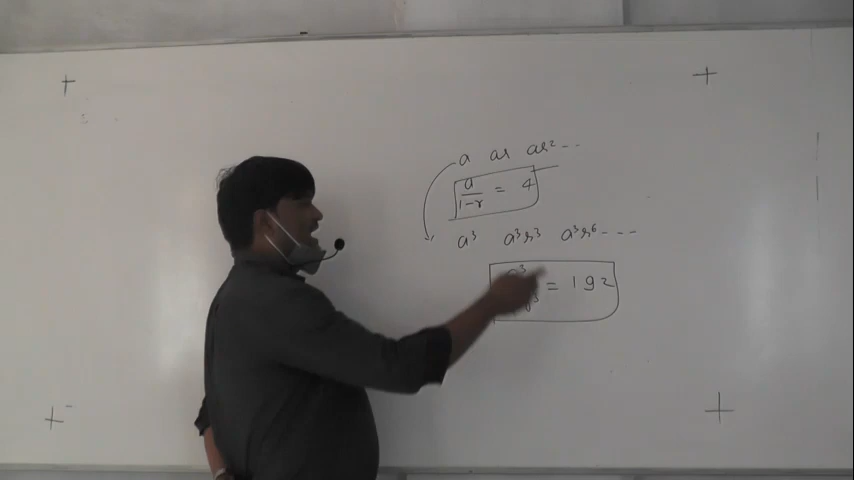 a ar ar² - - -
a/1-r = 4
a³ a³r³ a³r⁶ - - -
= 192